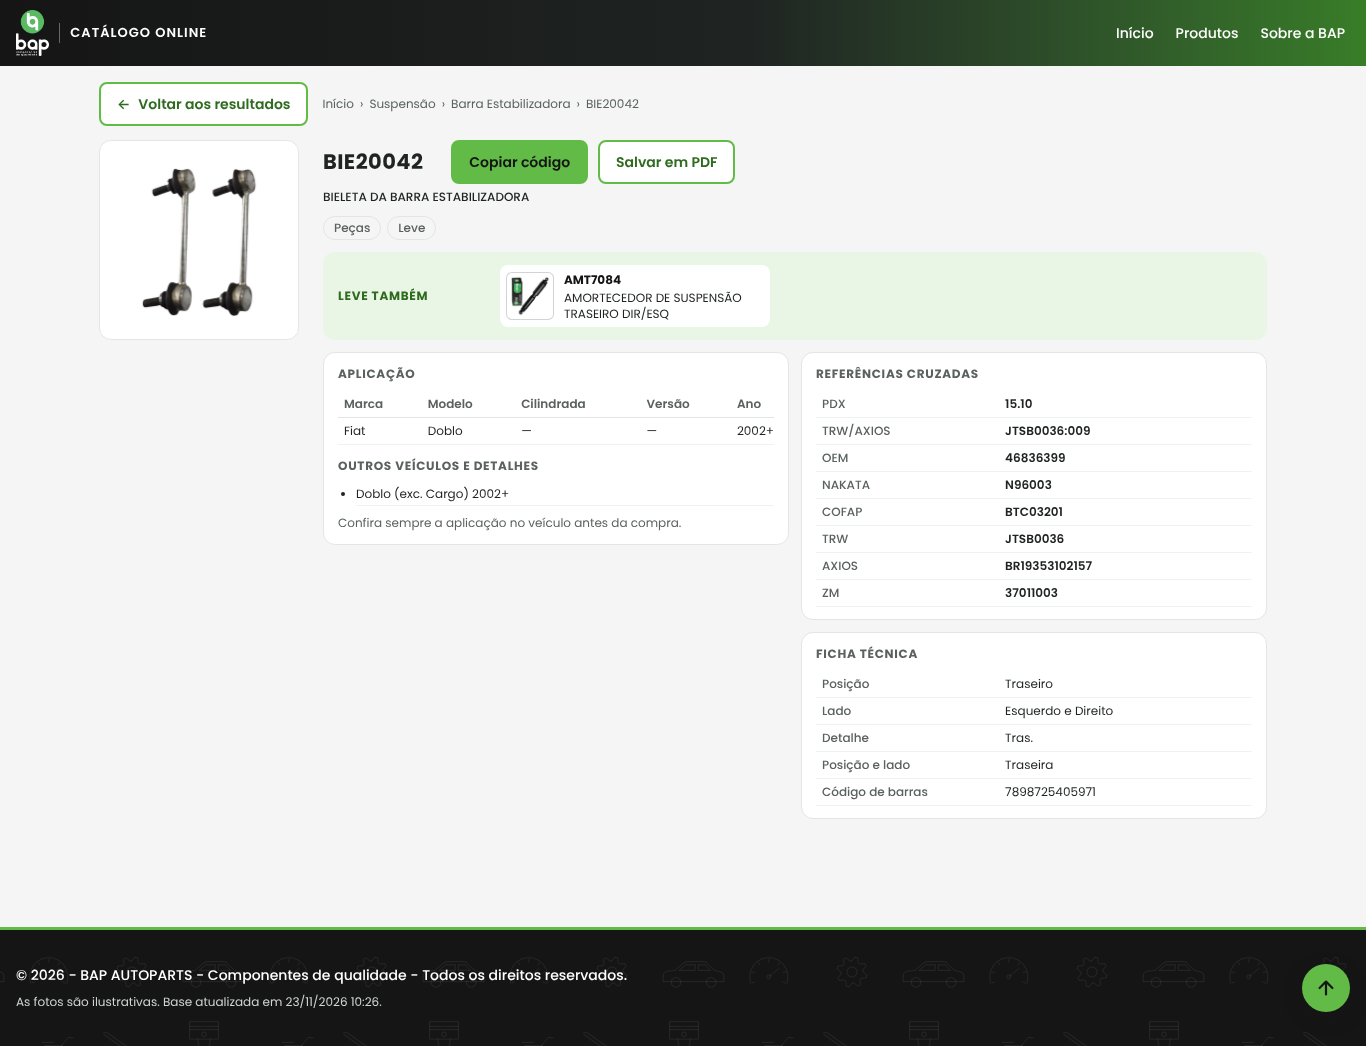 bap
CATÁLOGO ONLINE
Início
Produtos
Sobre a BAP
← Voltar aos resultados
Início › Suspensão › Barra Estabilizadora › BIE20042
BIE20042
Copiar código
Salvar em PDF
BIELETA DA BARRA ESTABILIZADORA
Peças
Leve
LEVE TAMBÉM
AMT7084
AMORTECEDOR DE SUSPENSÃO
TRASEIRO DIR/ESQ
APLICAÇÃO
Marca Modelo Cilindrada Versão Ano
Fiat Doblo — — 2002+
OUTROS VEÍCULOS E DETALHES
• Doblo (exc. Cargo) 2002+
Confira sempre a aplicação no veículo antes da compra.
REFERÊNCIAS CRUZADAS
PDX 15.10
TRW/AXIOS JTSB0036:009
OEM 46836399
NAKATA N96003
COFAP BTC03201
TRW JTSB0036
AXIOS BR19353102157
ZM 37011003
FICHA TÉCNICA
Posição Traseiro
Lado Esquerdo e Direito
Detalhe Tras.
Posição e lado Traseira
Código de barras 7898725405971
© 2026 - BAP AUTOPARTS - Componentes de qualidade - Todos os direitos reservados.
As fotos são ilustrativas. Base atualizada em 23/11/2026 10:26.